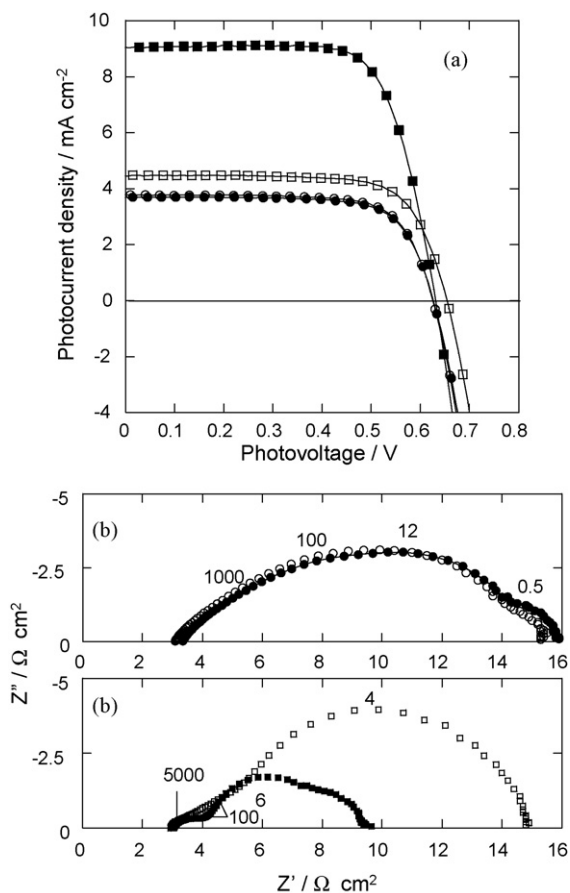 10
(a)
8
6
4
2
0
-2
-4
Photocurrent density / mA cm-2
0 0.1 0.2 0.3 0.4 0.5 0.6 0.7 0.8
Photovoltage / V
-5
(b)
1000
100
12
0.5
-2.5
0
0 2 4 6 8 10 12 14 16
Z" / Ω cm2
-5
(b)
4
-2.5
5000
6
100
0
0 2 4 6 8 10 12 14 16
Z' / Ω cm2